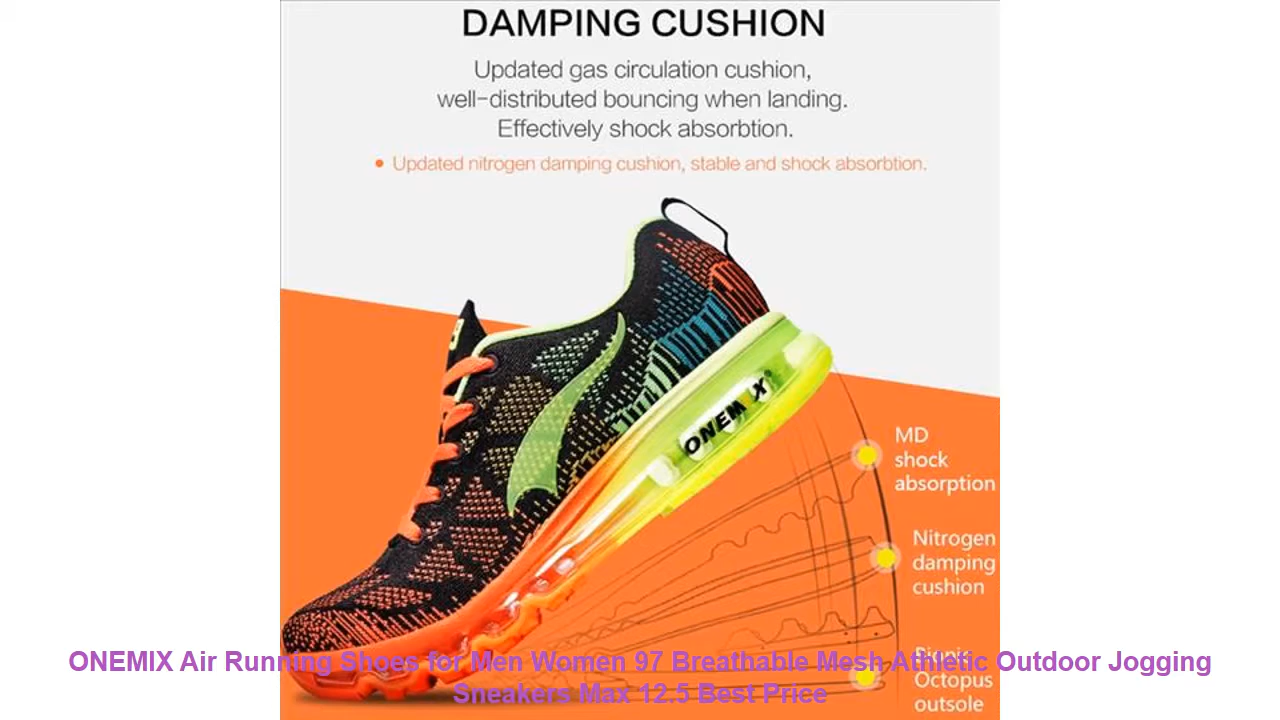 DAMPING CUSHION
Updated gas circulation cushion,
well-distributed bouncing when landing.
Effectively shock absorbtion.
• Updated nitrogen damping cushion, stable and shock absorbtion.
ONEMIX
MD
shock
absorption
Nitrogen
damping
cushion
Bionic
Octopus
outsole
ONEMIX Air Running Shoes for Men Women 97 Breathable Mesh Athletic Outdoor Jogging
Sneakers Max 12.5 Best Price